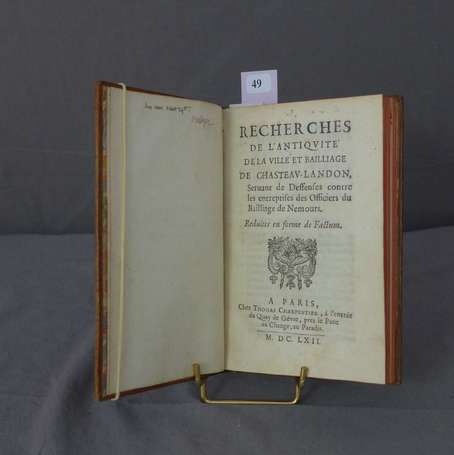 49
RECHERCHES
DE L'ANTIQVITÉ
DE LA VILLE ET BAILLIAGE
DE CHASTEAV-LANDON,
Seruant de Deffenses contre
les entreprises des Officiers du
Bailliage de Nemours.
Reduites en forme de Factum.
A PARIS,
Chez THOMAS CHARPENTIER, à l'entrée
du Quay de Gévre, prés le Pont
au Change, au Paradis.
M. DC. LXII.